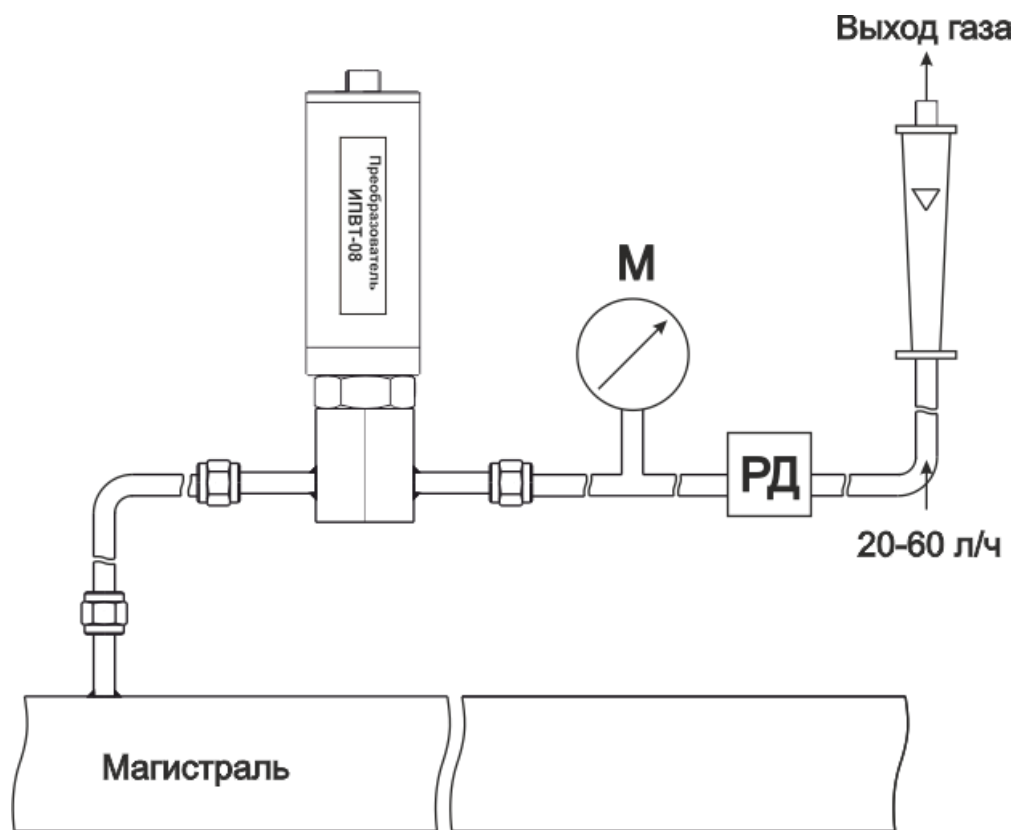 Выход газа
Преобразователь
ИПВТ-08
М
РД
20-60 л/ч
Магистраль